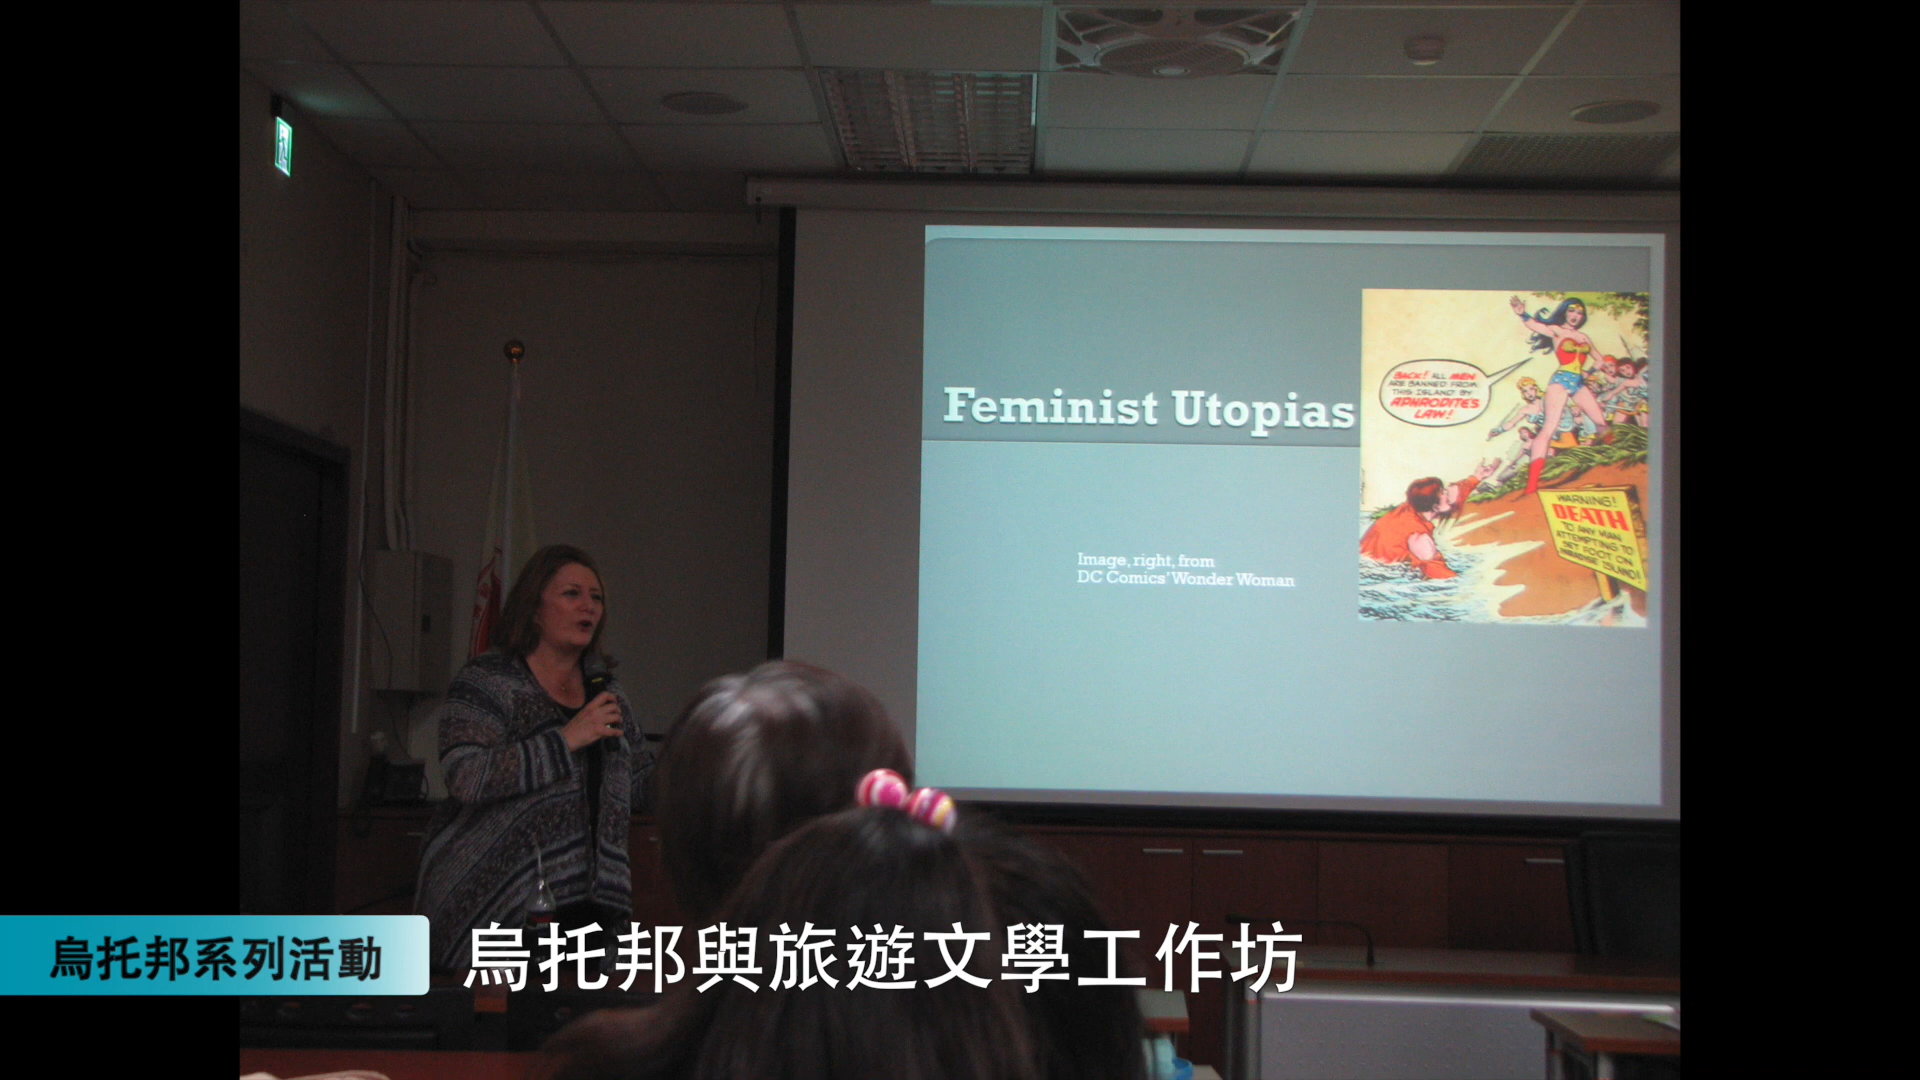 Feminist Utopias
Image, right, from
DC Comics' Wonder Woman
BACK! ALL MEN
ARE BANNED FROM
THIS ISLAND BY
APHRODITE'S
LAW!
WARNING!
DEATH
TO ANY MAN
ATTEMPTING TO
SET FOOT ON
PARADISE ISLAND!
烏托邦系列活動
烏托邦與旅遊文學工作坊